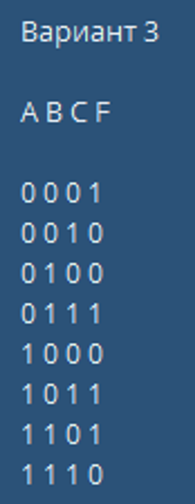 Вариант 3
A B C F
0 0 0 1
0 0 1 0
0 1 0 0
0 1 1 1
1 0 0 0
1 0 1 1
1 1 0 1
1 1 1 0